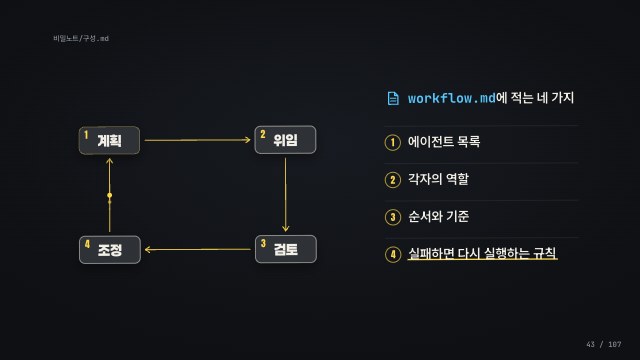 비밀노트/구성.md
1 계획
2 위임
3 검토
4 조정
workflow.md에 적는 네 가지
1 에이전트 목록
2 각자의 역할
3 순서와 기준
4 실패하면 다시 실행하는 규칙
43 / 107